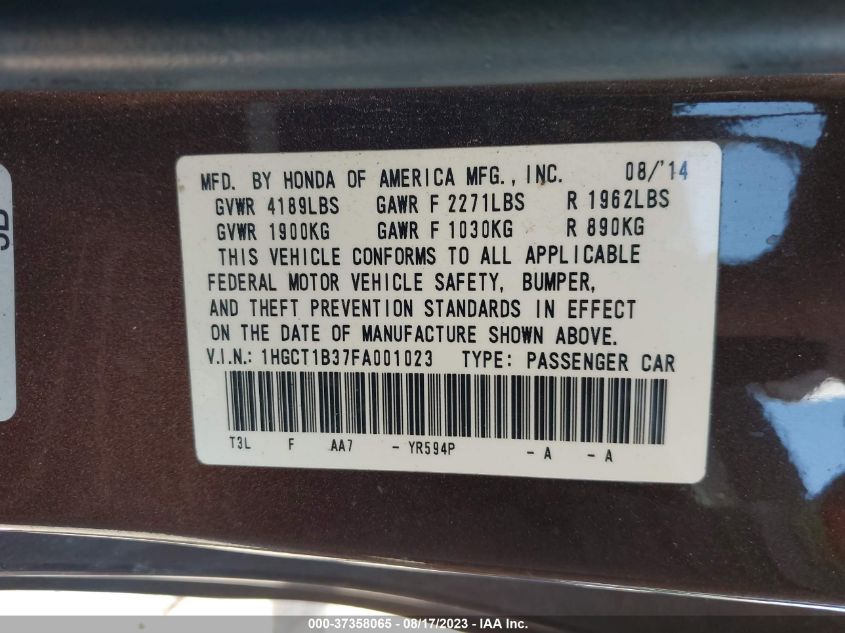 MFD. BY HONDA OF AMERICA MFG., INC. 08/'14
GVWR 4189LBS GAWR F 2271LBS R 1962LBS
GVWR 1900KG GAWR F 1030KG R 890KG
THIS VEHICLE CONFORMS TO ALL APPLICABLE
FEDERAL MOTOR VEHICLE SAFETY, BUMPER,
AND THEFT PREVENTION STANDARDS IN EFFECT
ON THE DATE OF MANUFACTURE SHOWN ABOVE.
V.I.N.: 1HGCT1B37FA001023 TYPE: PASSENGER CAR
T3L F AA7 - YR594P - A - A
000-37358065 - 08/17/2023 - IAA Inc.